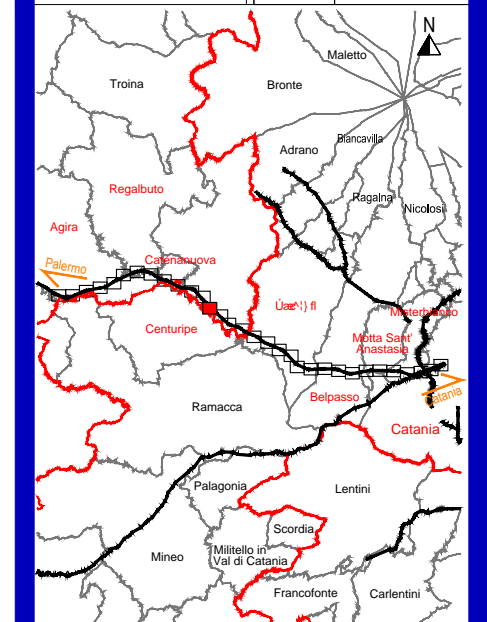 N
Maletto
Troina
Bronte
Biancavilla
Adrano
Regalbuto
Ragalna
Nicolosi
Agira
Catenanuova
Palermo
Misterbianco
Centuripe
Motta Sant'
Anastasia
Belpasso
Catania
Ramacca
Catania
Palagonia
Lentini
Scordia
Mineo
Militello in
Val di Catania
Francofonte
Carlentini